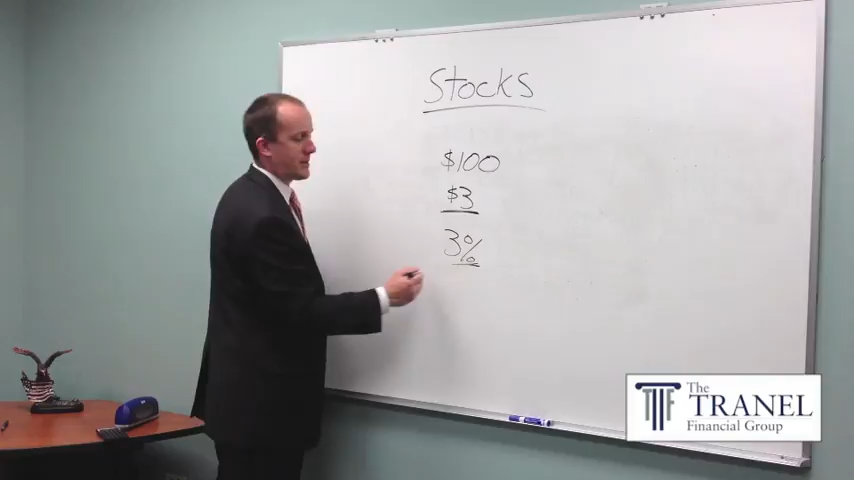 Stocks
$100
$3
3%
The
TRANEL
Financial Group